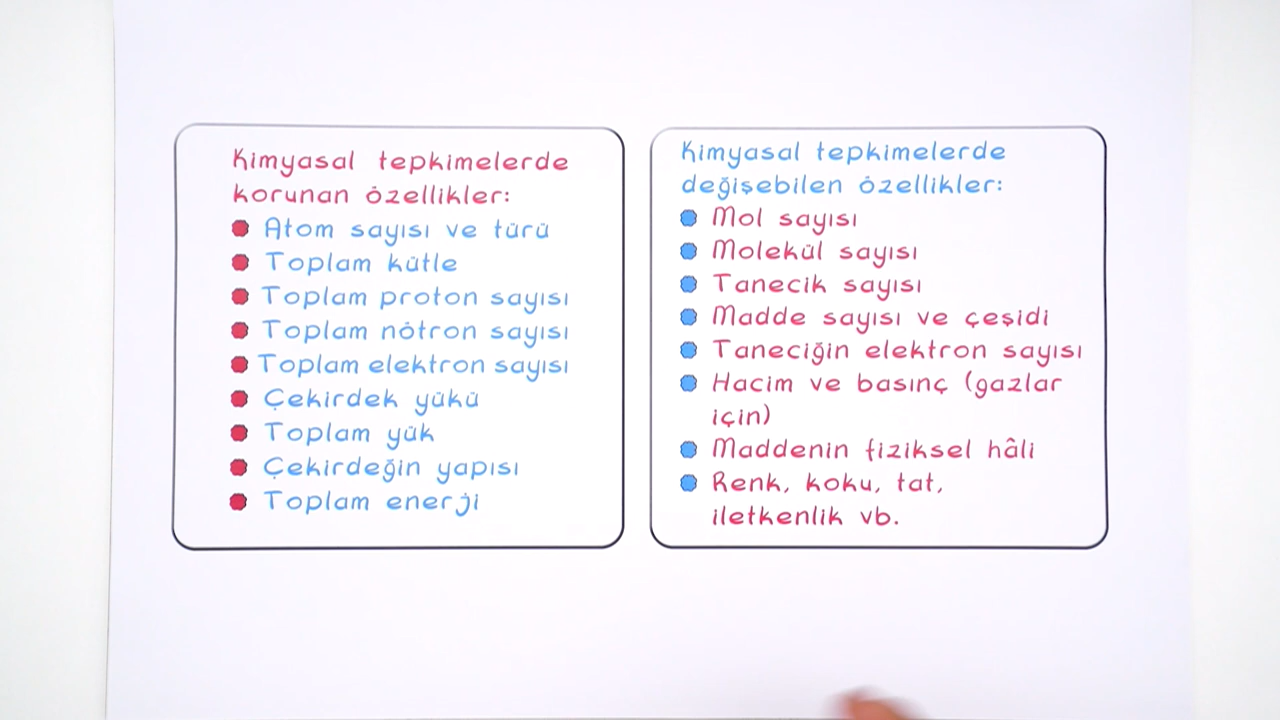 Kimyasal tepkimelerde
korunan özellikler:
Atom sayısı ve türü
Toplam kütle
Toplam proton sayısı
Toplam nötron sayısı
Toplam elektron sayısı
Çekirdek yükü
Toplam yük
Çekirdeğin yapısı
Toplam enerji
Kimyasal tepkimelerde
değişebilen özellikler:
Mol sayısı
Molekül sayısı
Tanecik sayısı
Madde sayısı ve çeşidi
Taneciğin elektron sayısı
Hacim ve basınç (gazlar
için)
Maddenin fiziksel hâli
Renk, koku, tat,
iletkenlik vb.